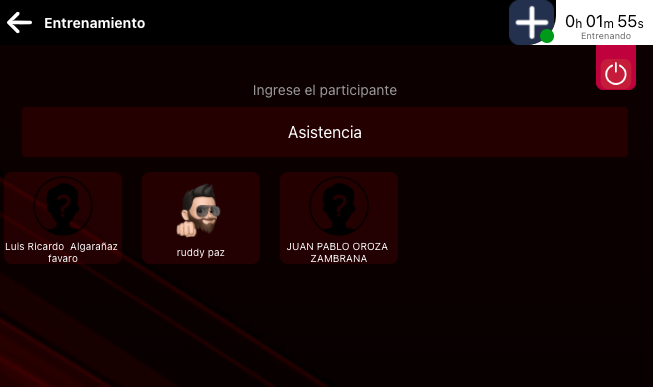 Entrenamiento
0h 01m 55s
Entrenando
Ingrese el participante
Asistencia
Luis RIcardo Algarañaz
favaro
ruddy paz
JUAN PABLO OROZA
ZAMBRANA